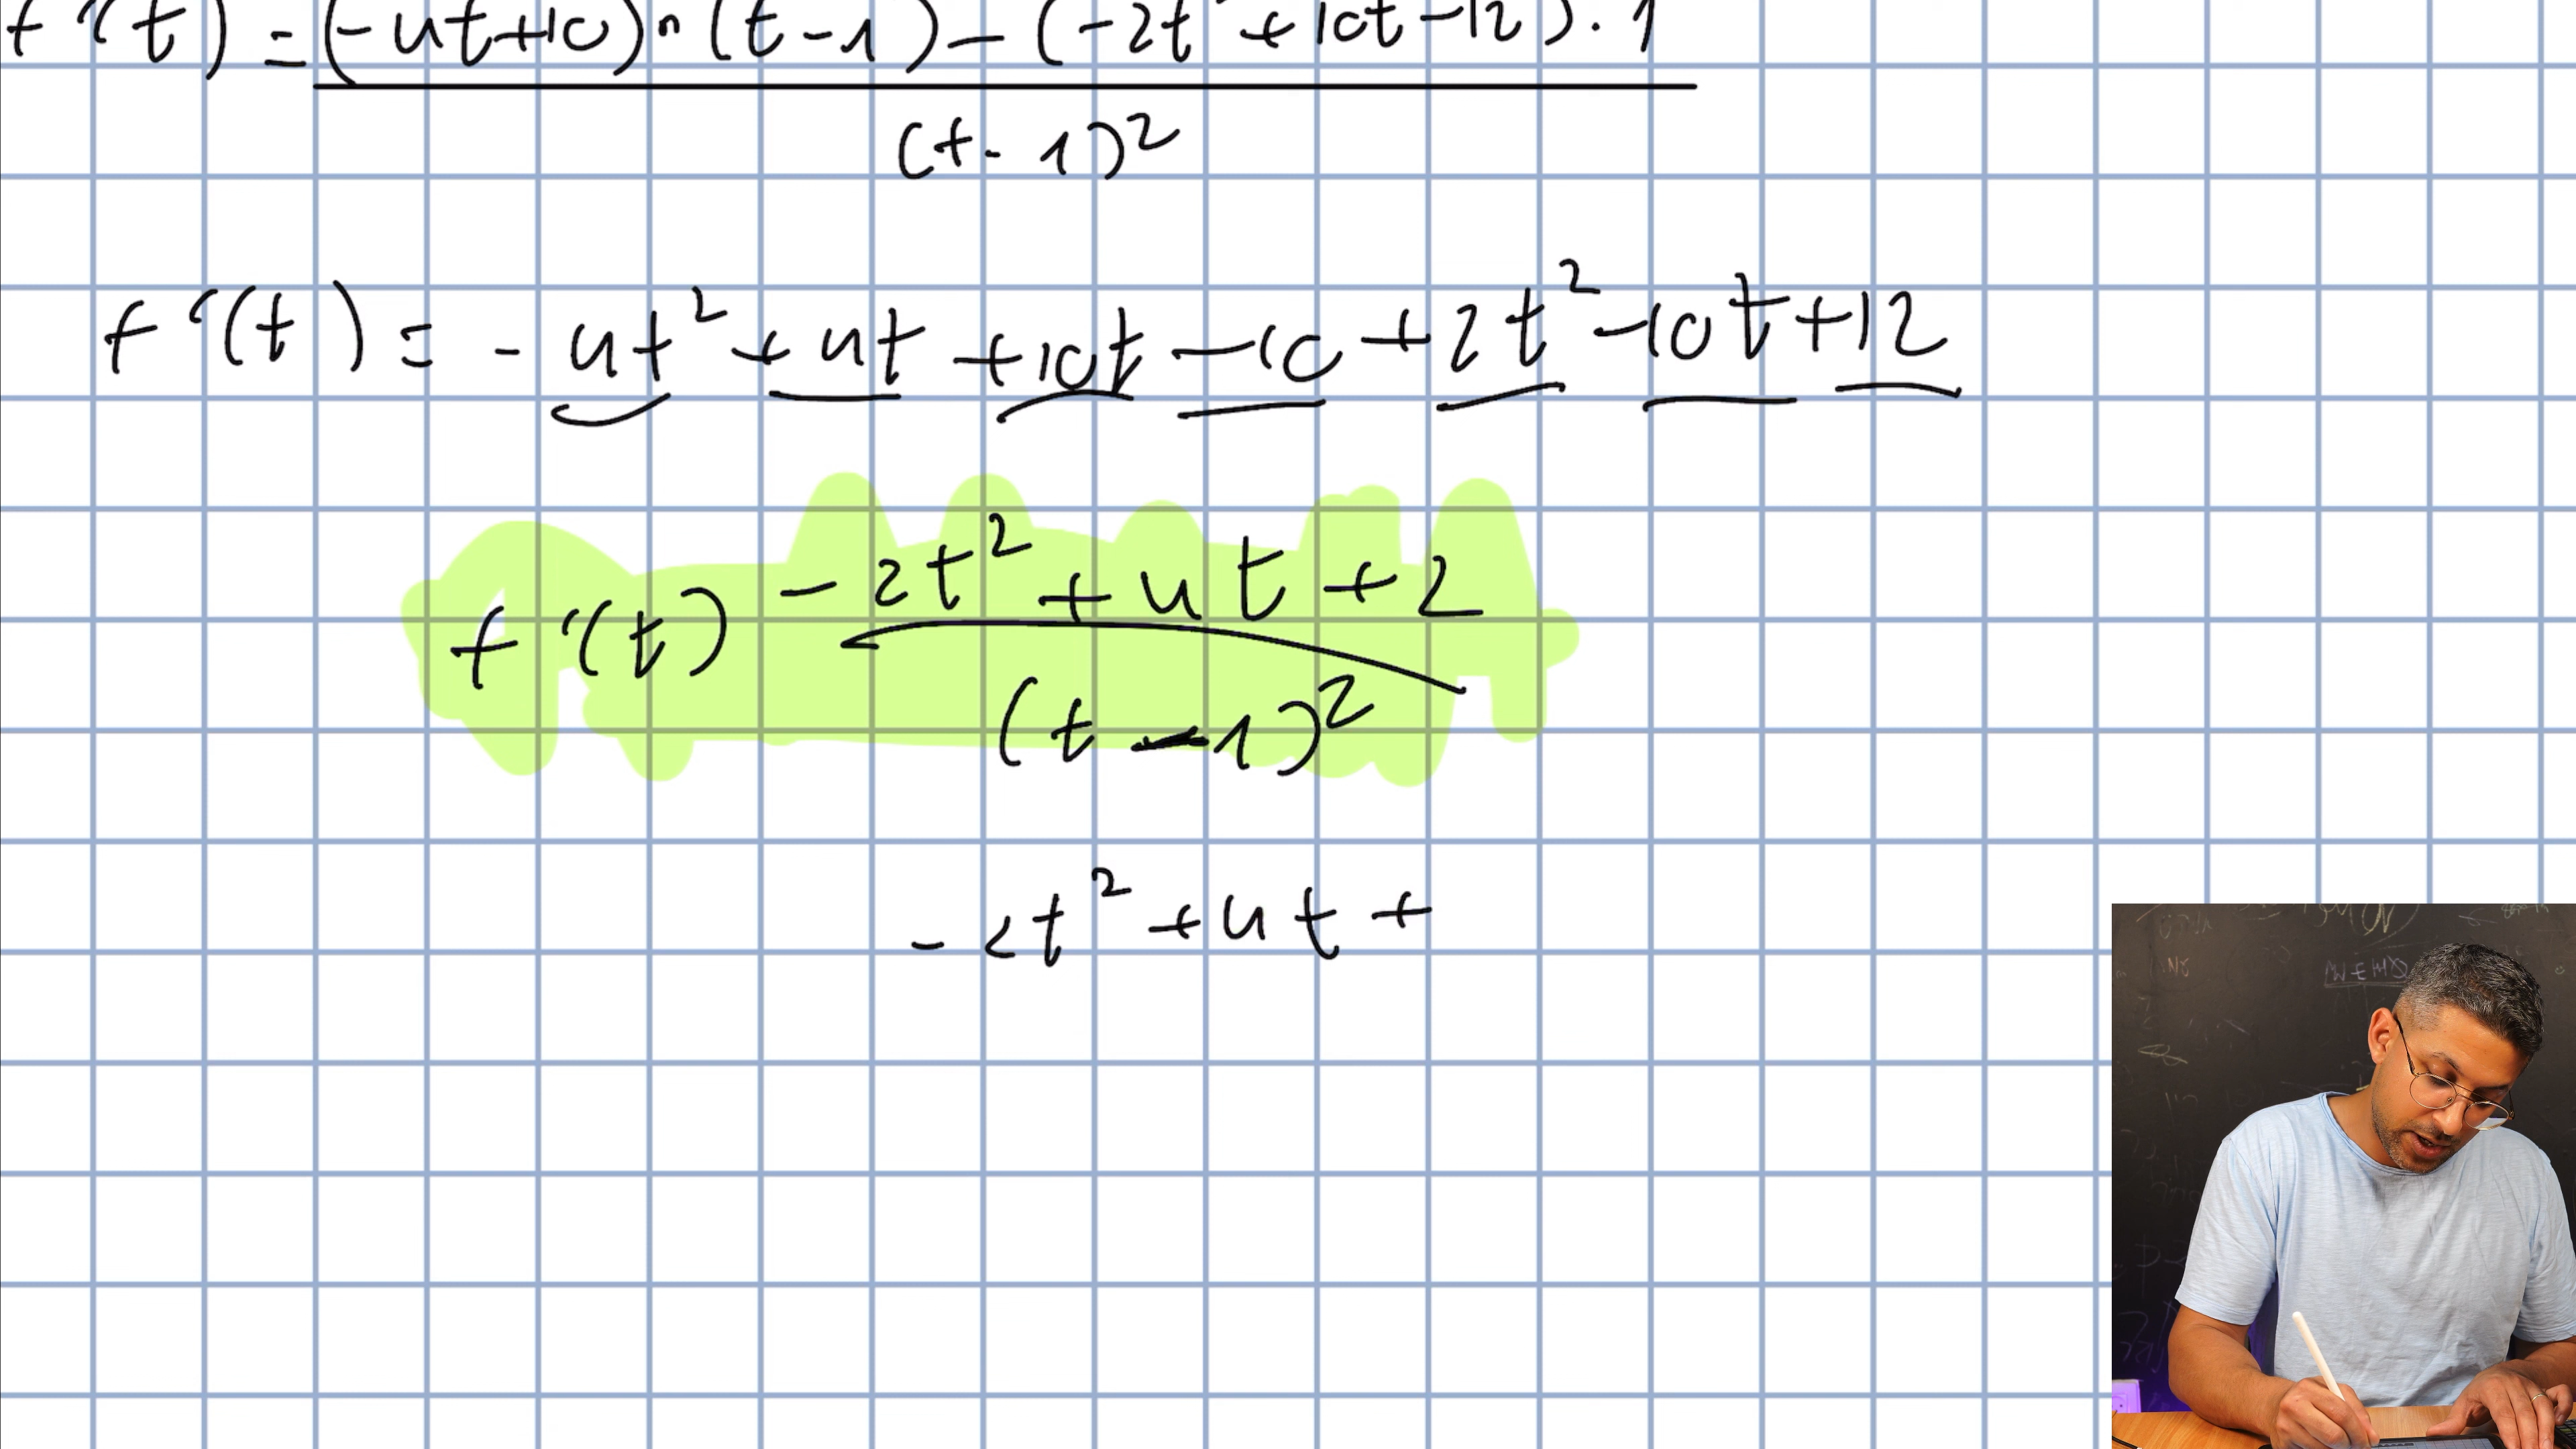 f'(t) = (-4t+10)·(t-1) - (-2t²+10t-12)·1
(t-1)²
f'(t) = -4t² + 4t + 10t - 10 + 2t² - 10t + 12
-2t² + 4t + 2
f'(t)
(t-1)²
-2t² + 4t +